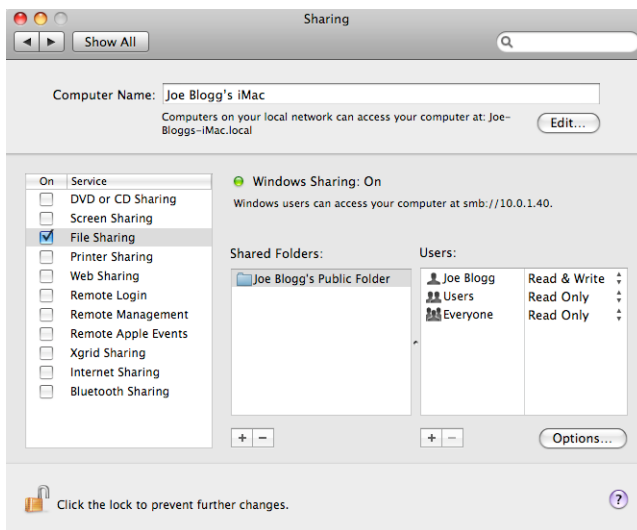 Sharing
Show All
Computer Name: Joe Blogg's iMac
Computers on your local network can access your computer at: Joe-
Bloggs-iMac.local
Edit...
On Service
DVD or CD Sharing
Screen Sharing
File Sharing
Printer Sharing
Web Sharing
Remote Login
Remote Management
Remote Apple Events
Xgrid Sharing
Internet Sharing
Bluetooth Sharing
Windows Sharing: On
Windows users can access your computer at smb://10.0.1.40.
Shared Folders:
Joe Blogg's Public Folder
+ −
Users:
Joe Blogg Read & Write
Users Read Only
Everyone Read Only
+ −
Options...
Click the lock to prevent further changes.
?